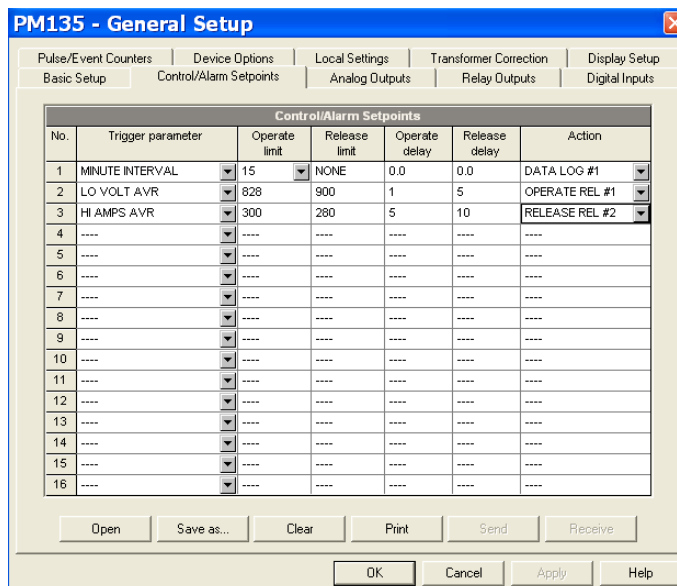 PM135 - General Setup
Pulse/Event Counters Device Options Local Settings Transformer Correction Display Setup
Basic Setup Control/Alarm Setpoints Analog Outputs Relay Outputs Digital Inputs
Control/Alarm Setpoints
No. Trigger parameter Operate limit Release limit Operate delay Release delay Action
1 MINUTE INTERVAL 15 NONE 0.0 0.0 DATA LOG #1
2 LO VOLT AVR 828 900 1 5 OPERATE REL #1
3 HI AMPS AVR 300 280 5 10 RELEASE REL #2
4 ---- ---- ---- ---- ---- ----
5 ---- ---- ---- ---- ---- ----
6 ---- ---- ---- ---- ---- ----
7 ---- ---- ---- ---- ---- ----
8 ---- ---- ---- ---- ---- ----
9 ---- ---- ---- ---- ---- ----
10 ---- ---- ---- ---- ---- ----
11 ---- ---- ---- ---- ---- ----
12 ---- ---- ---- ---- ---- ----
13 ---- ---- ---- ---- ---- ----
14 ---- ---- ---- ---- ---- ----
15 ---- ---- ---- ---- ---- ----
16 ---- ---- ---- ---- ---- ----
Open Save as... Clear Print Send Receive
OK Cancel Apply Help